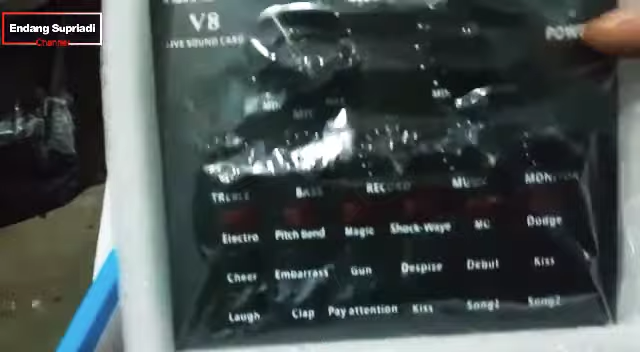 Endang Supriadi
Channel
V8
LIVE SOUND CARD
POWER
TREBLE BASS RECORD MUSIC MONITOR
Electro Pitch bend Magic Shock-Wave MC Dodge
Cheer Embarrass Gun Despise Debut Kiss
Laugh Clap Pay attention Kiss Song1 Song2